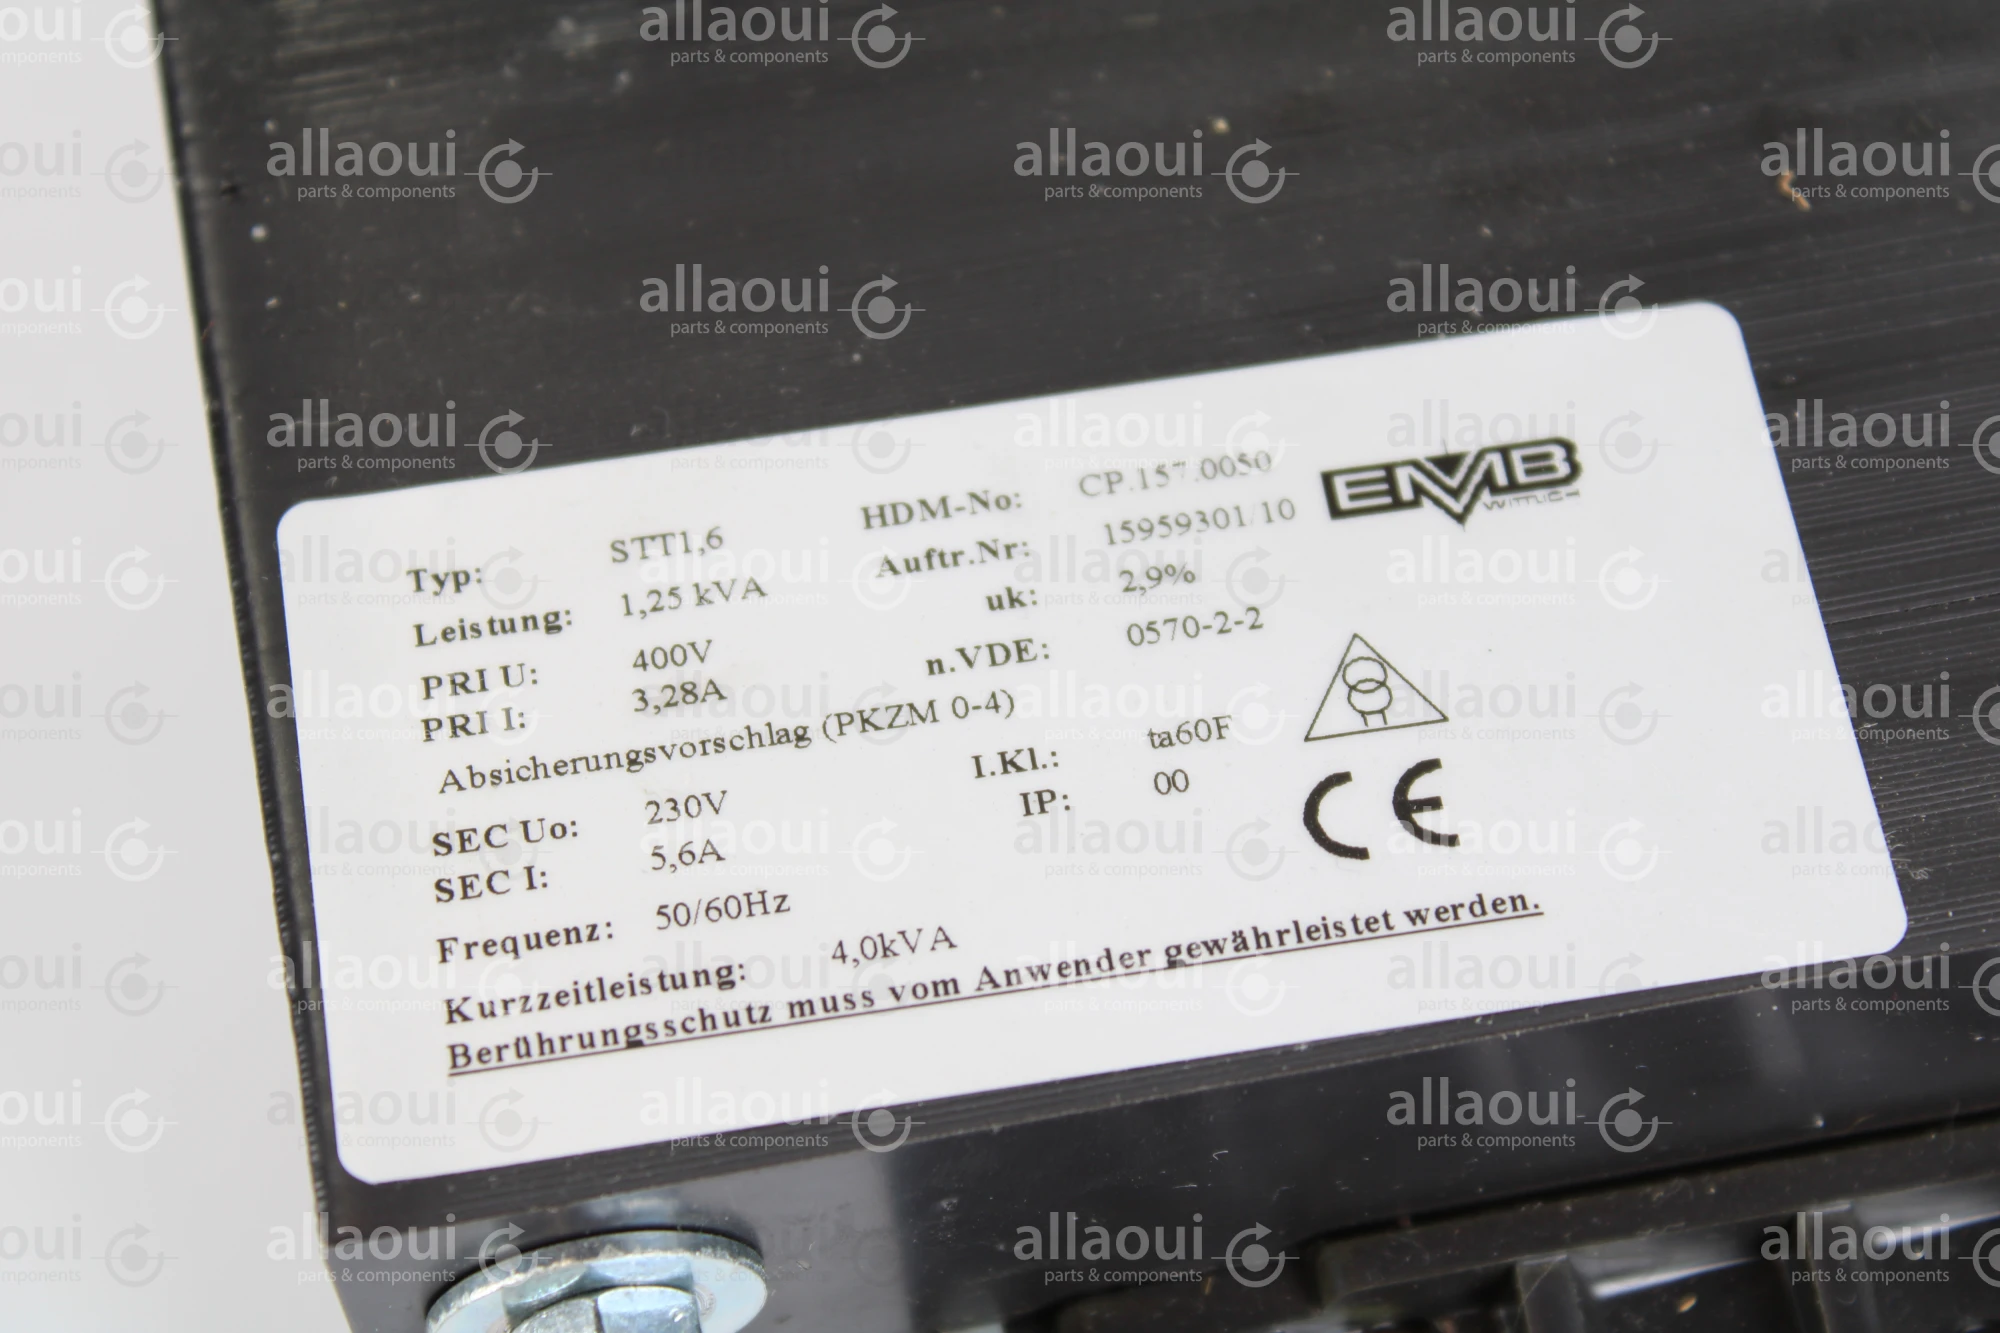 Typ: STT1,6 HDM-No: CP.157.0050
Leistung: 1,25 kVA Auftr.Nr: 15959301/10
uk: 2,9%
PRI U: 400V n.VDE: 0570-2-2
PRI I: 3,28A
Absicherungsvorschlag (PKZM 0-4)
I.Kl.: ta60F
SEC Uo: 230V IP: 00
SEC I: 5,6A
Frequenz: 50/60Hz
Kurzzeitleistung: 4,0kVA
Berührungsschutz muss vom Anwender gewährleistet werden.
EMB
WITTLICH
CE
allaoui
parts & components